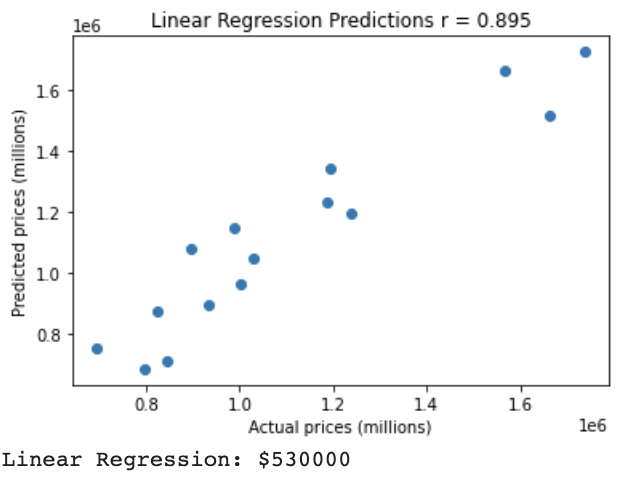 Linear Regression Predictions r = 0.895
1e6
Predicted prices (millions)
1.6
1.4
1.2
1.0
0.8
0.8 1.0 1.2 1.4 1.6
Actual prices (millions)
1e6
Linear Regression: $530000